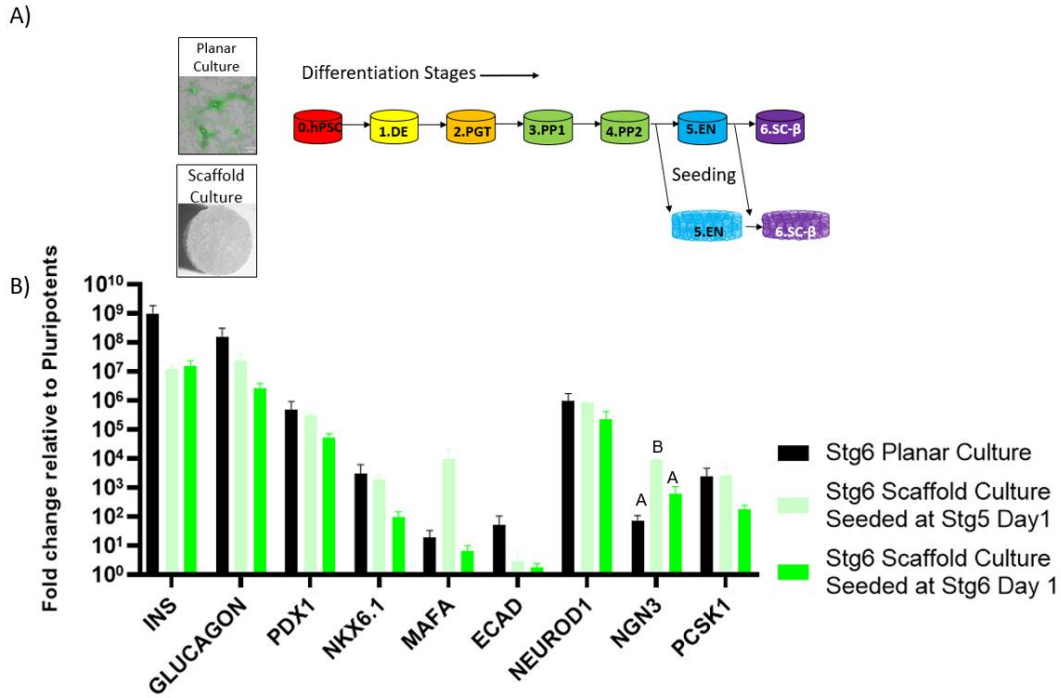 A)
Planar
Culture
Scaffold
Culture
Differentiation Stages
0.hPSC
1.DE
2.PGT
3.PP1
4.PP2
5.EN
6.SC-β
Seeding
5.EN
6.SC-β
B)
Fold change relative to Pluripotents
10^10
10^9
10^8
10^7
10^6
10^5
10^4
10^3
10^2
10^1
10^0
A
B
A
INS
GLUCAGON
PDX1
NKX6.1
MAFA
ECAD
NEUROD1
NGN3
PCSK1
Stg6 Planar Culture
Stg6 Scaffold Culture
Seeded at Stg5 Day1
Stg6 Scaffold Culture
Seeded at Stg6 Day 1